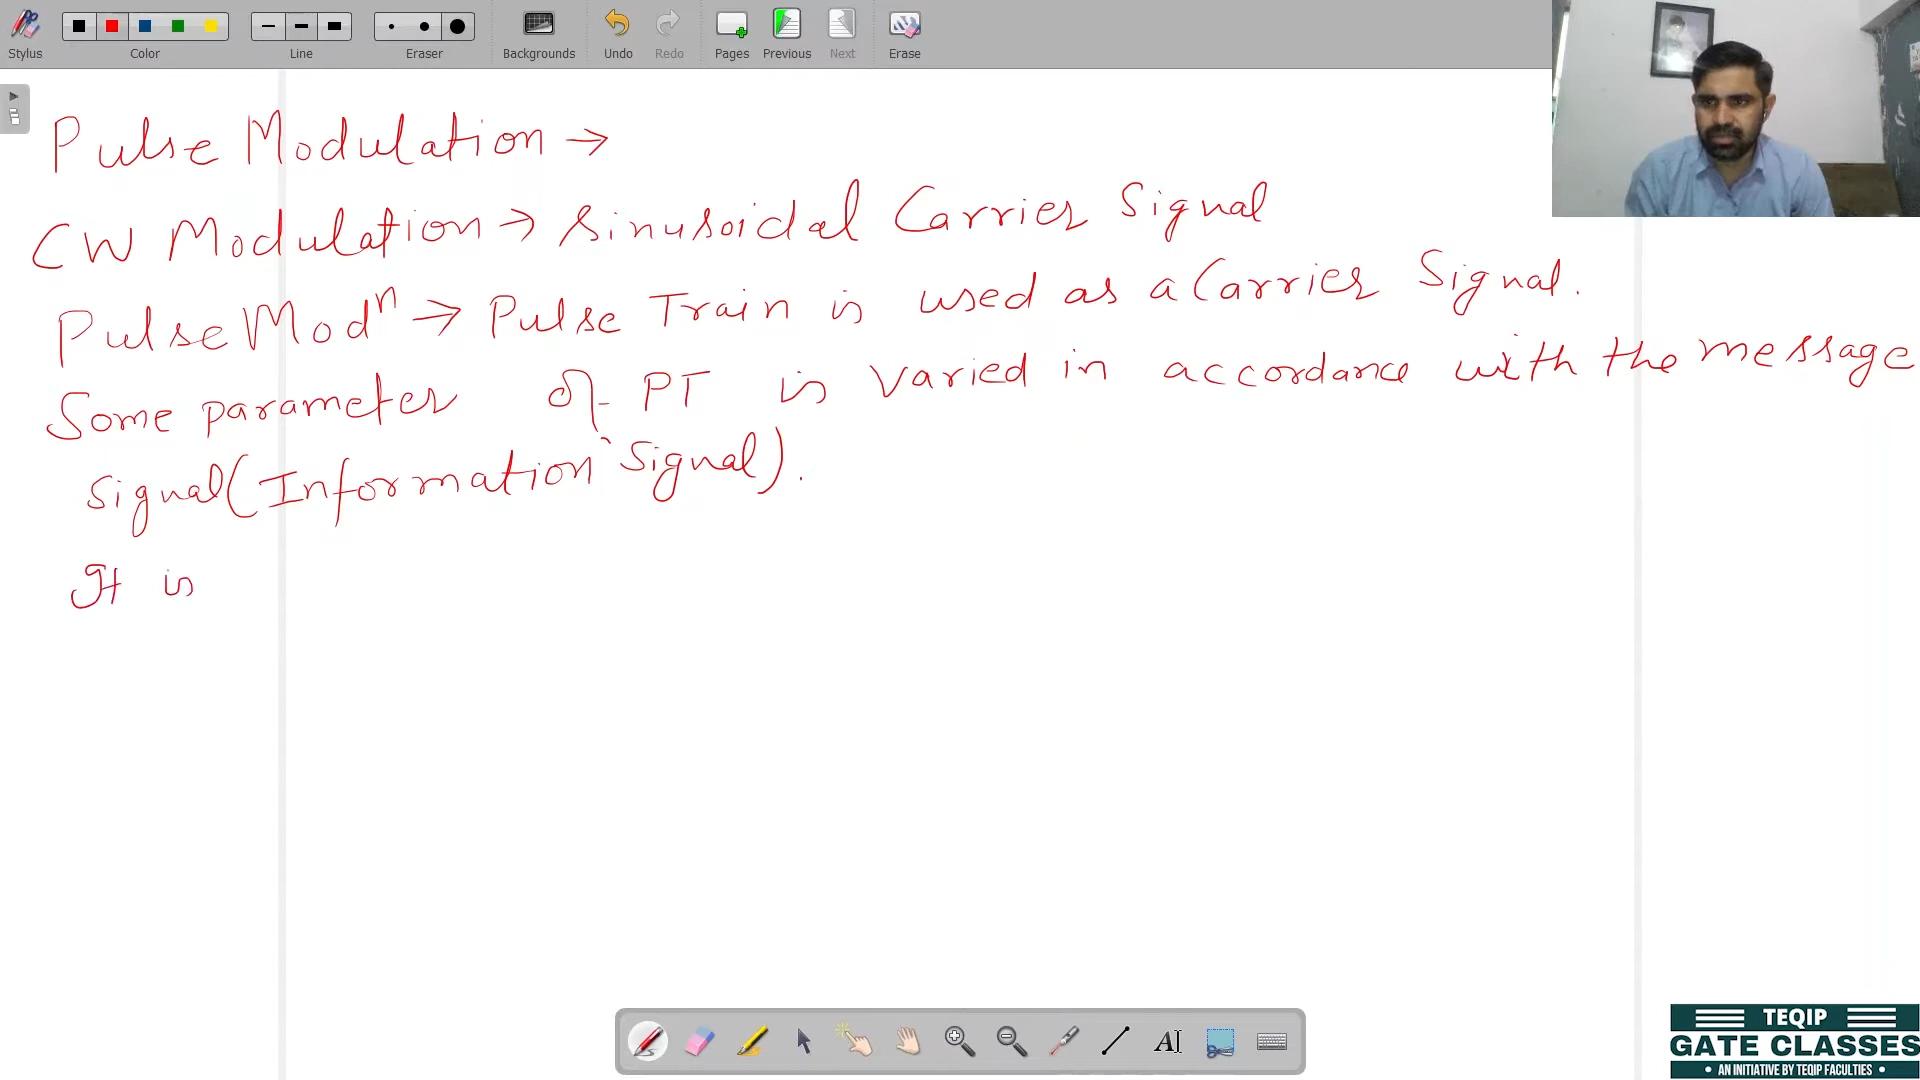 Stylus
Color
Line
Eraser
Backgrounds
Undo
Redo
Pages
Previous
Next
Erase
Pulse Modulation →
CW Modulation → Sinusoidal Carrier Signal
Pulse Modⁿ → Pulse Train is used as a Carrier Signal.
Some parameter of PT is varied in accordance with the message
signal (Information Signal).
It is
A
TEQIP
GATE CLASSES
• AN INITIATIVE BY TEQIP FACULTIES •